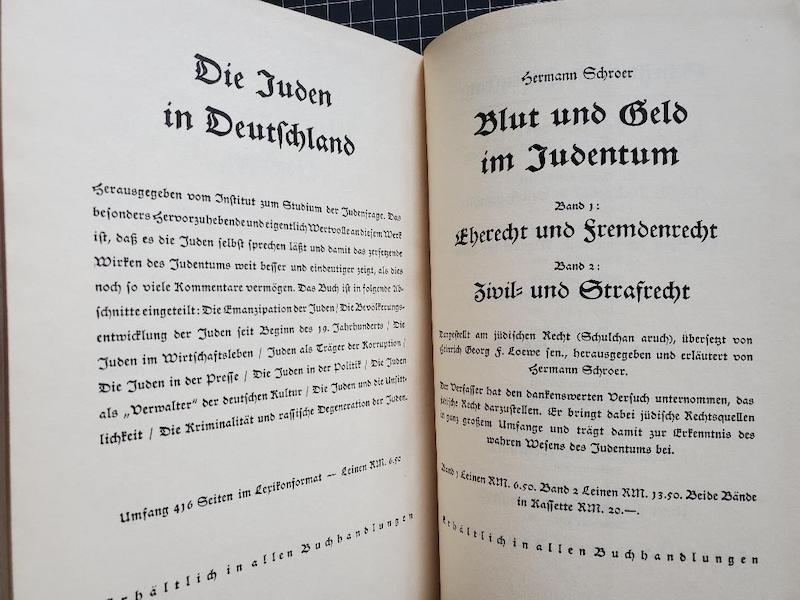 Die Juden
in Deutschland
Herausgegeben vom Institut zum Studium der Judenfrage. Das
besonders Hervorzuhebende und eigentlich Wertvolle an diesem Werk
ist, daß es die Juden selbst sprechen läßt und damit das zersetzende
Wirken des Judentums weit besser und eindeutiger zeigt, als dies
noch so viele Kommentare vermögen. Das Buch ist in folgende Ab-
schnitte eingeteilt: Die Emanzipation der Juden / Die Bevölkerungs-
entwicklung der Juden seit Beginn des 19. Jahrhunderts / Die
Juden im Wirtschaftsleben / Juden als Träger der Korruption /
Die Juden in der Presse / Die Juden in der Politik / Die Juden
als „Verwalter“ der deutschen Kultur / Die Juden und die Unsitt-
lichkeit / Die Kriminalität und rassische Degeneration der Juden.
Umfang 416 Seiten im Lexikonformat — Leinen RM. 6.50
Erhältlich in allen Buchhandlungen
Hermann Schroer
Blut und Geld
im Judentum
Band 1:
Eherecht und Fremdenrecht
Band 2:
Zivil- und Strafrecht
Dargestellt am jüdischen Recht (Schulchan aruch), übersetzt von
Heinrich Georg F. Loewe sen., herausgegeben und erläutert von
Hermann Schroer.
Der Verfasser hat den dankenswerten Versuch unternommen, das
jüdische Recht darzustellen. Er bringt dabei jüdische Rechtsquellen
in ganz großem Umfange und trägt damit zur Erkenntnis des
wahren Wesens des Judentums bei.
Band 1 Leinen RM. 6.50. Band 2 Leinen RM. 13.50. Beide Bände
in Kassette RM. 20.—.
Erhältlich in allen Buchhandlungen